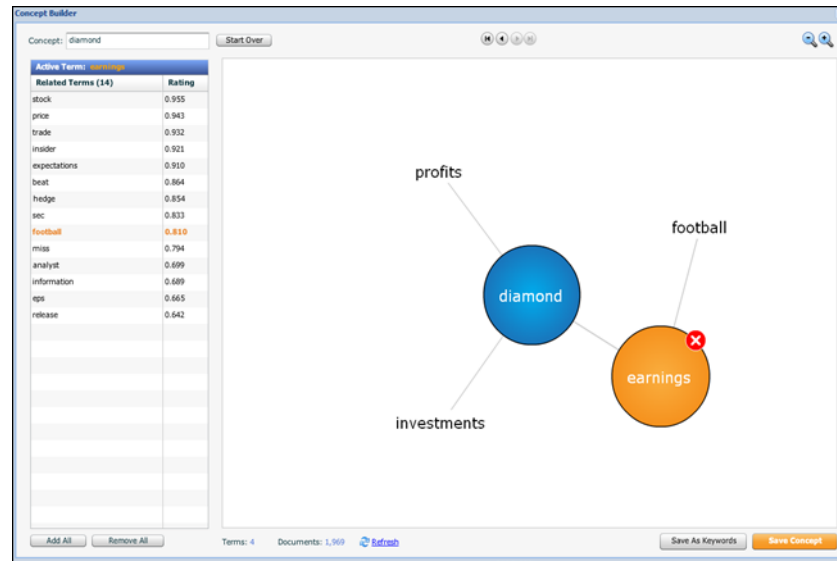 Concept Builder
Concept: diamond Start Over
Active Term: earnings
Related Terms (14) Rating
stock 0.955
price 0.943
trade 0.932
insider 0.921
expectations 0.910
beat 0.864
hedge 0.854
sec 0.833
football 0.810
miss 0.794
analyst 0.699
information 0.689
eps 0.665
release 0.642
profits
football
diamond
earnings
investments
Add All Remove All Terms: 4 Documents: 1,969 Refresh Save As Keywords Save Concept